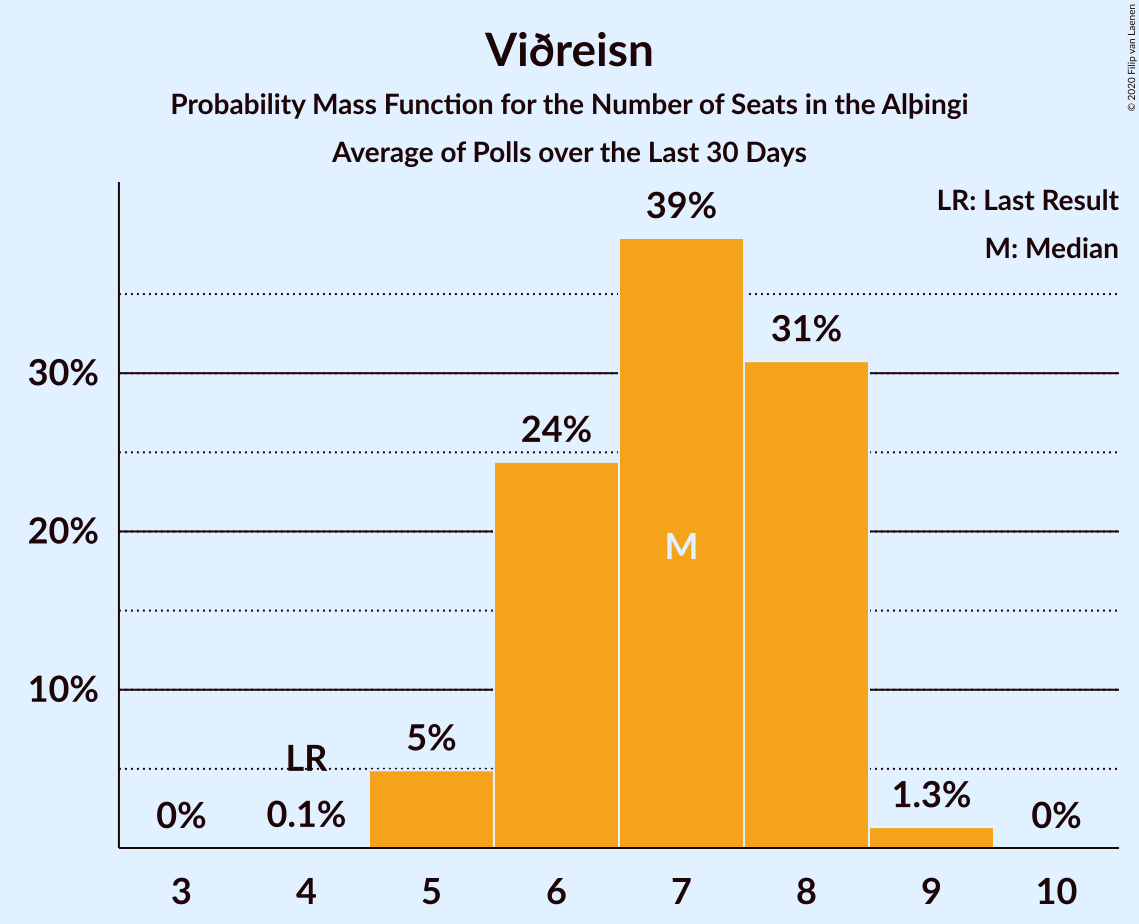 Viðreisn
Probability Mass Function for the Number of Seats in the Alþingi
Average of Polls over the Last 30 Days
© 2020 Filip van Laenen
LR: Last Result
M: Median
39%
31%
30%
24%
20%
M
10%
LR
5%
0%
0.1%
1.3%
0%
3
4
5
6
7
8
9
10